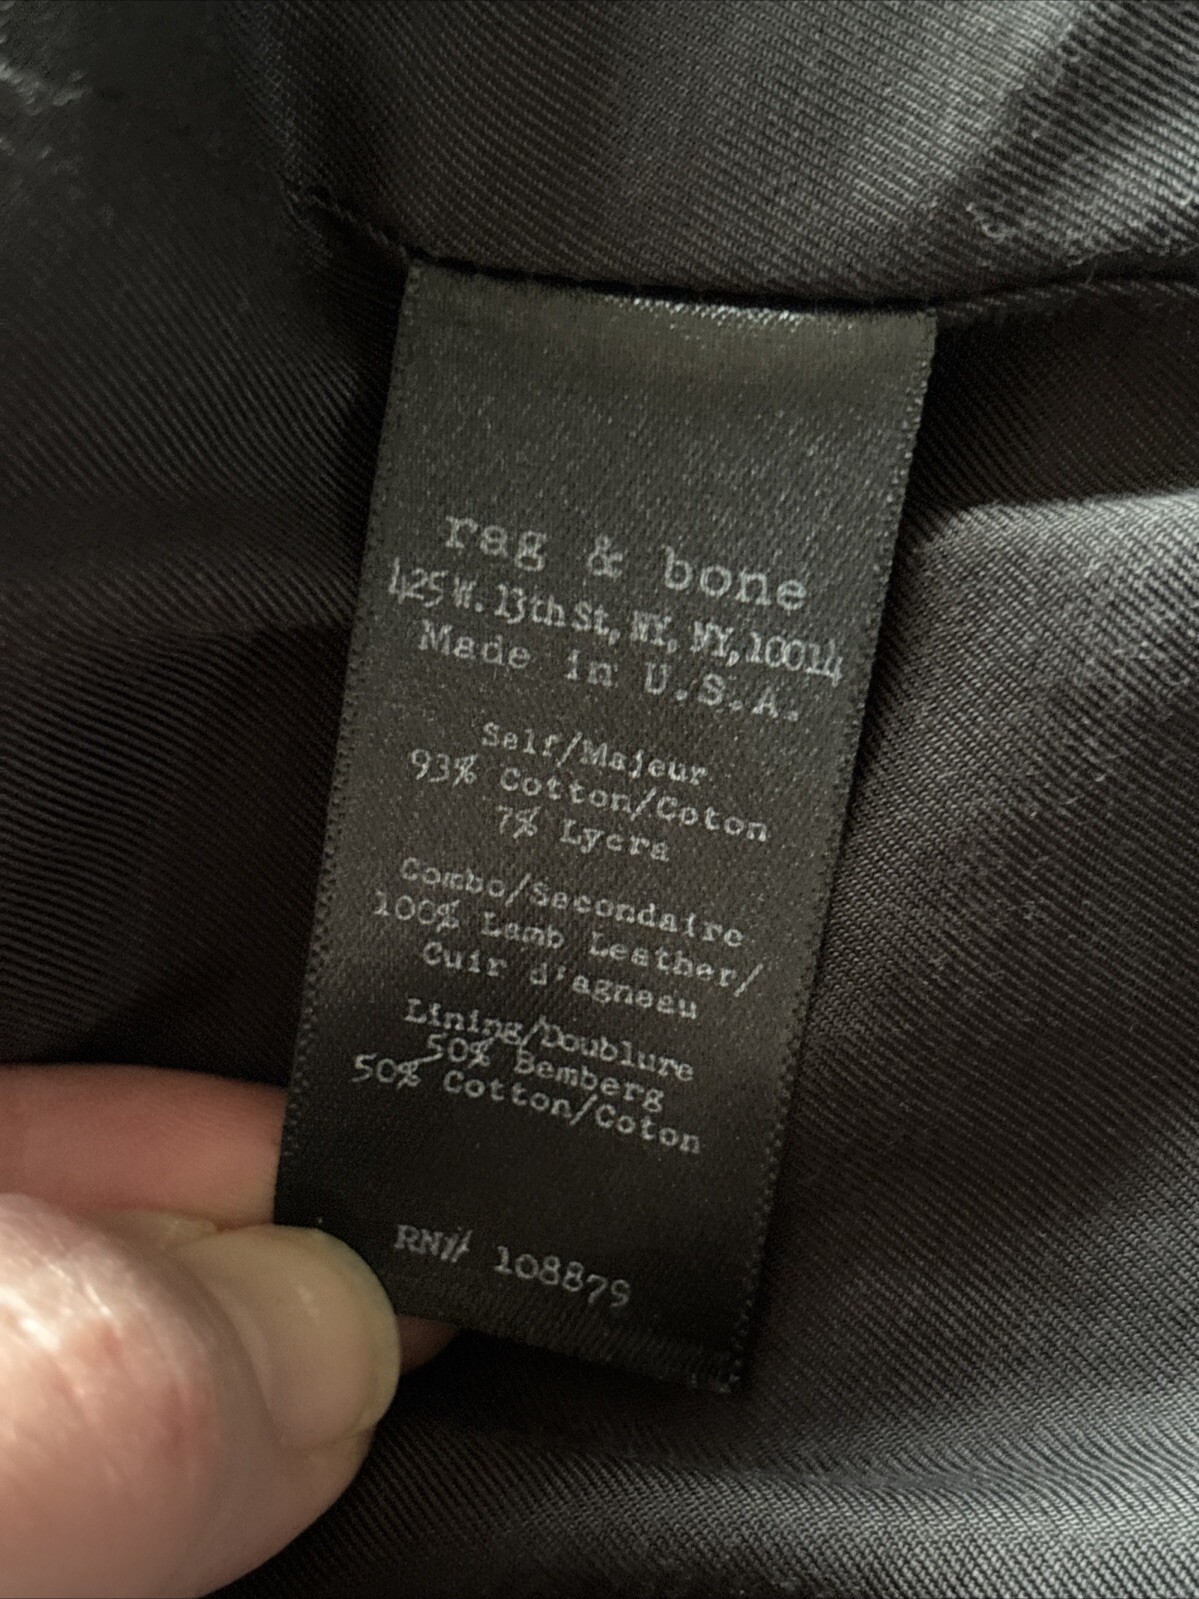 rag & bone
425 W. 13th St, NY, NY, 10014
Made in U.S.A.
Self/Majeur
93% Cotton/Coton
7% Lycra
Combo/Secondaire
100% Lamb Leather/
Cuir d'agneau
Lining/Doublure
50% Bemberg
50% Cotton/Coton
RN# 108879